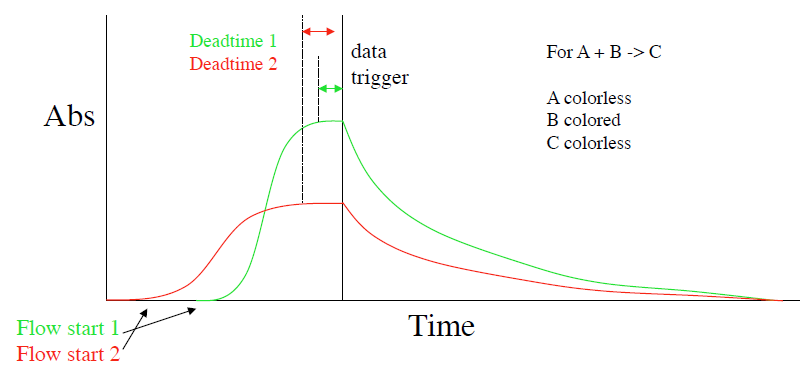 Deadtime 1
Deadtime 2
data
trigger
For A + B -> C
A colorless
B colored
C colorless
Abs
Time
Flow start 1
Flow start 2